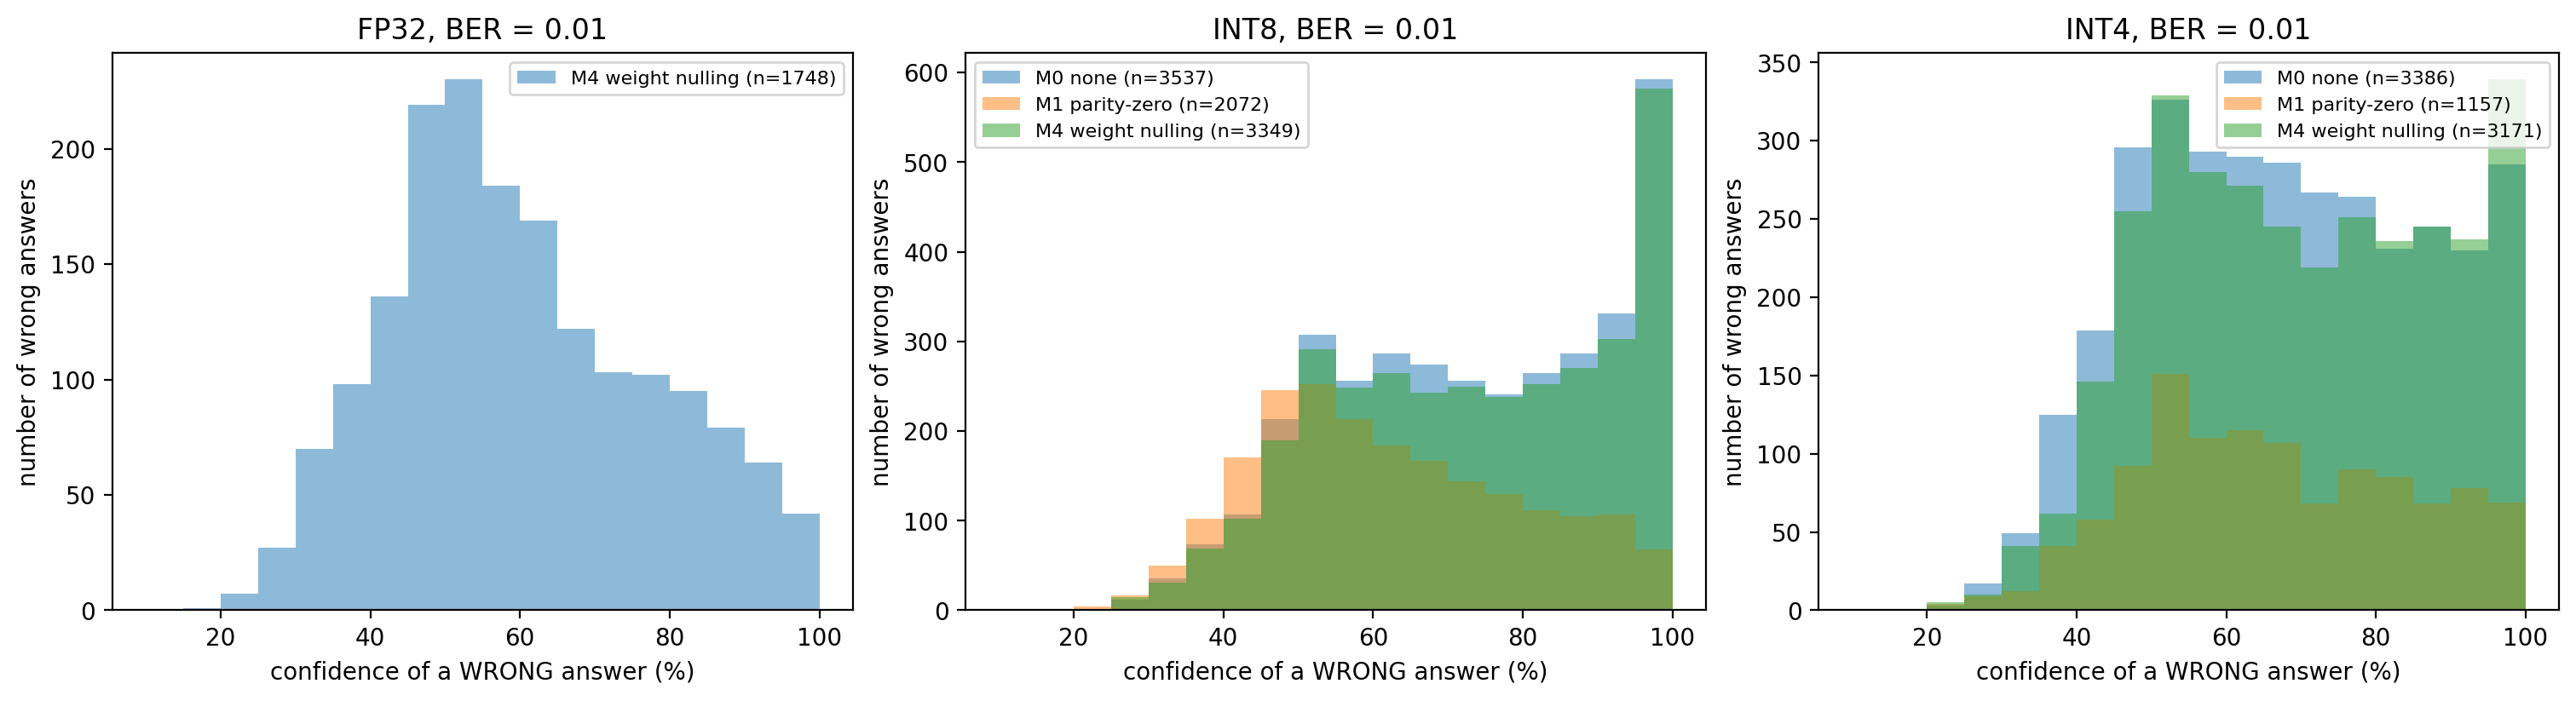 FP32, BER = 0.01
M4 weight nulling (n=1748)
number of wrong answers
200
150
100
50
0
20 40 60 80 100
confidence of a WRONG answer (%)
INT8, BER = 0.01
M0 none (n=3537)
M1 parity-zero (n=2072)
M4 weight nulling (n=3349)
number of wrong answers
600
500
400
300
200
100
0
20 40 60 80 100
confidence of a WRONG answer (%)
INT4, BER = 0.01
M0 none (n=3386)
M1 parity-zero (n=1157)
M4 weight nulling (n=3171)
number of wrong answers
350
300
250
200
150
100
50
0
20 40 60 80 100
confidence of a WRONG answer (%)